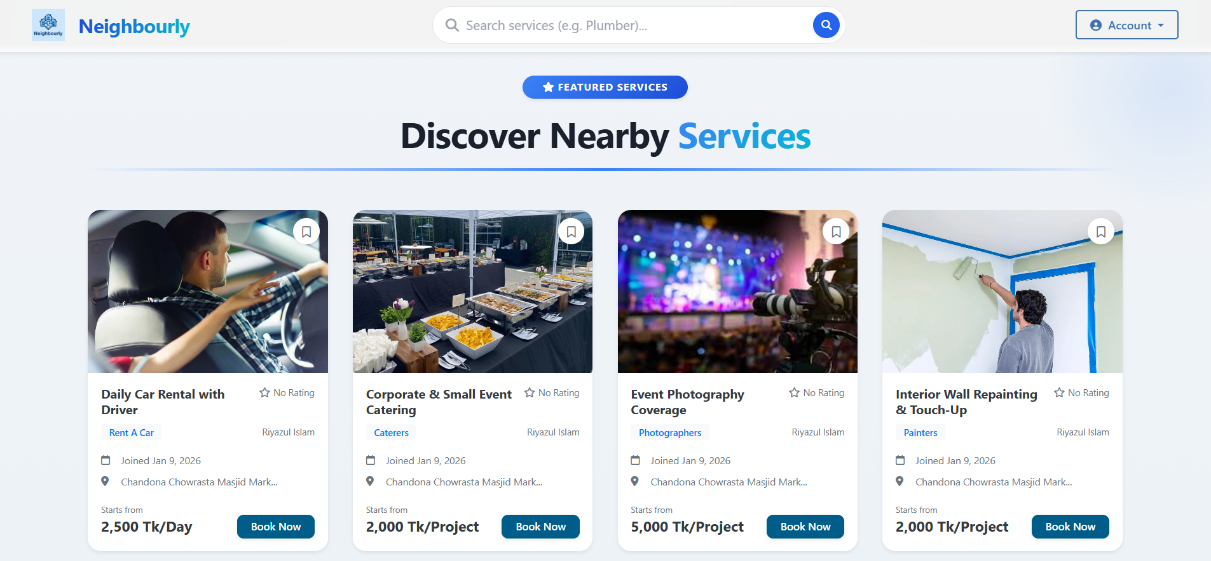 Neighbourly
Neighbourly
Search services (e.g. Plumber)...
Account
FEATURED SERVICES
Discover Nearby Services
Daily Car Rental with Driver
No Rating
Rent A Car
Riyazul Islam
Joined Jan 9, 2026
Chandona Chowrasta Masjid Mark...
Starts from
2,500 Tk/Day
Book Now
Corporate & Small Event Catering
No Rating
Caterers
Riyazul Islam
Joined Jan 9, 2026
Chandona Chowrasta Masjid Mark...
Starts from
2,000 Tk/Project
Book Now
Event Photography Coverage
No Rating
Photographers
Riyazul Islam
Joined Jan 9, 2026
Chandona Chowrasta Masjid Mark...
Starts from
5,000 Tk/Project
Book Now
Interior Wall Repainting & Touch-Up
No Rating
Painters
Riyazul Islam
Joined Jan 9, 2026
Chandona Chowrasta Masjid Mark...
Starts from
2,000 Tk/Project
Book Now